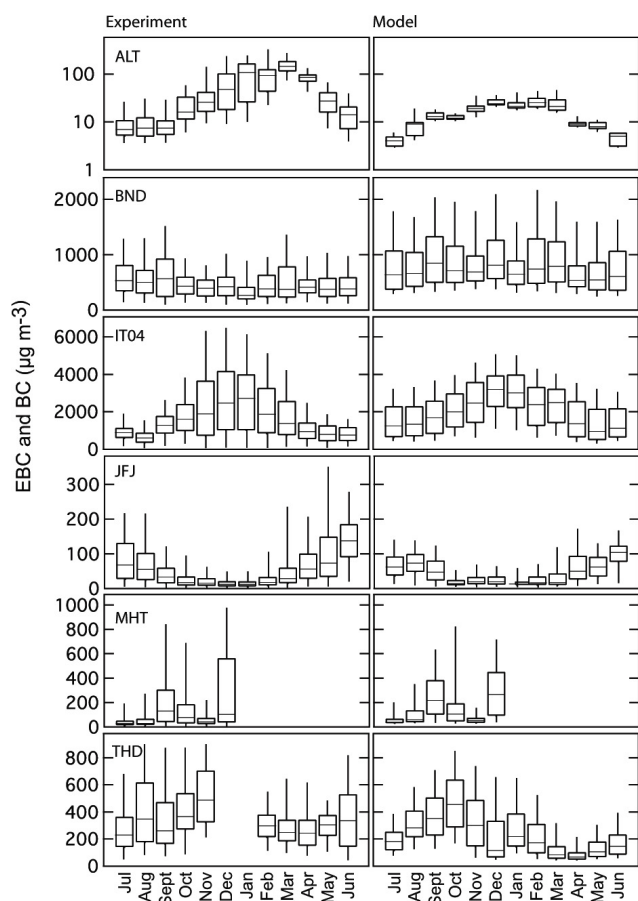 Experiment Model
ALT
100
10
1
BND
2000
1000
0
IT04
6000
4000
2000
0
JFJ
300
200
100
0
MHT
1000
800
600
400
200
0
THD
800
600
400
200
0
EBC and BC (µg m-3)
Jul Aug Sept Oct Nov Dec Jan Feb Mar Apr May Jun Jul Aug Sept Oct Nov Dec Jan Feb Mar Apr May Jun